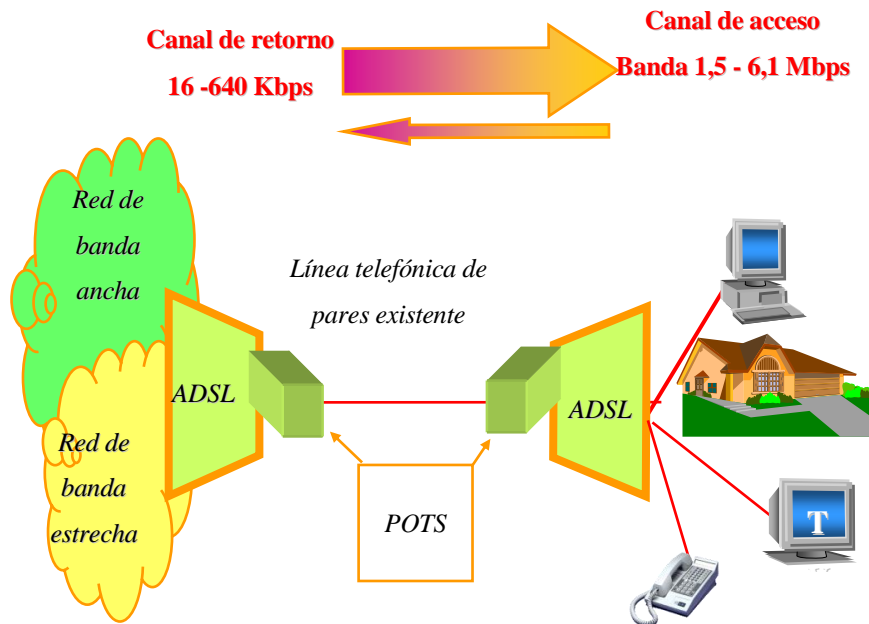 Canal de retorno
16 -640 Kbps
Canal de acceso
Banda 1,5 - 6,1 Mbps
Red de
banda
ancha
Línea telefónica de
pares existente
ADSL
ADSL
Red de
banda
estrecha
POTS
T